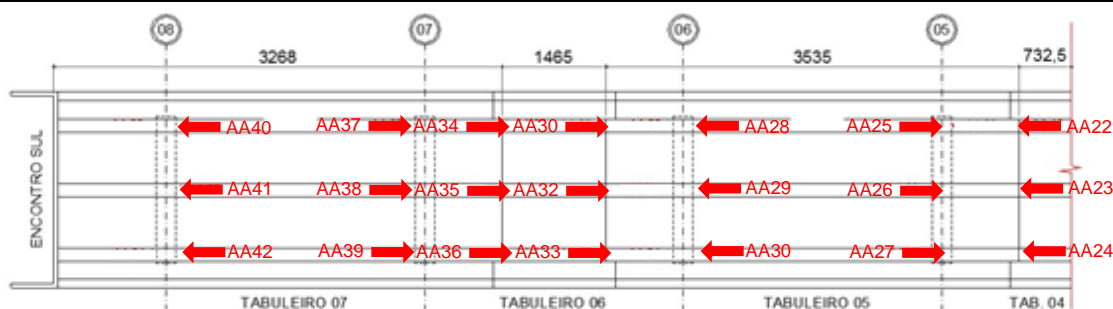 08 07 06 05
3268 1465 3535 732,5
AA40 AA37 AA34 AA30 AA28 AA25 AA22
ENCONTRO SUL
AA41 AA38 AA35 AA32 AA29 AA26 AA23
AA42 AA39 AA36 AA33 AA30 AA27 AA24
TABULEIRO 07 TABULEIRO 06 TABULEIRO 05 TAB. 04